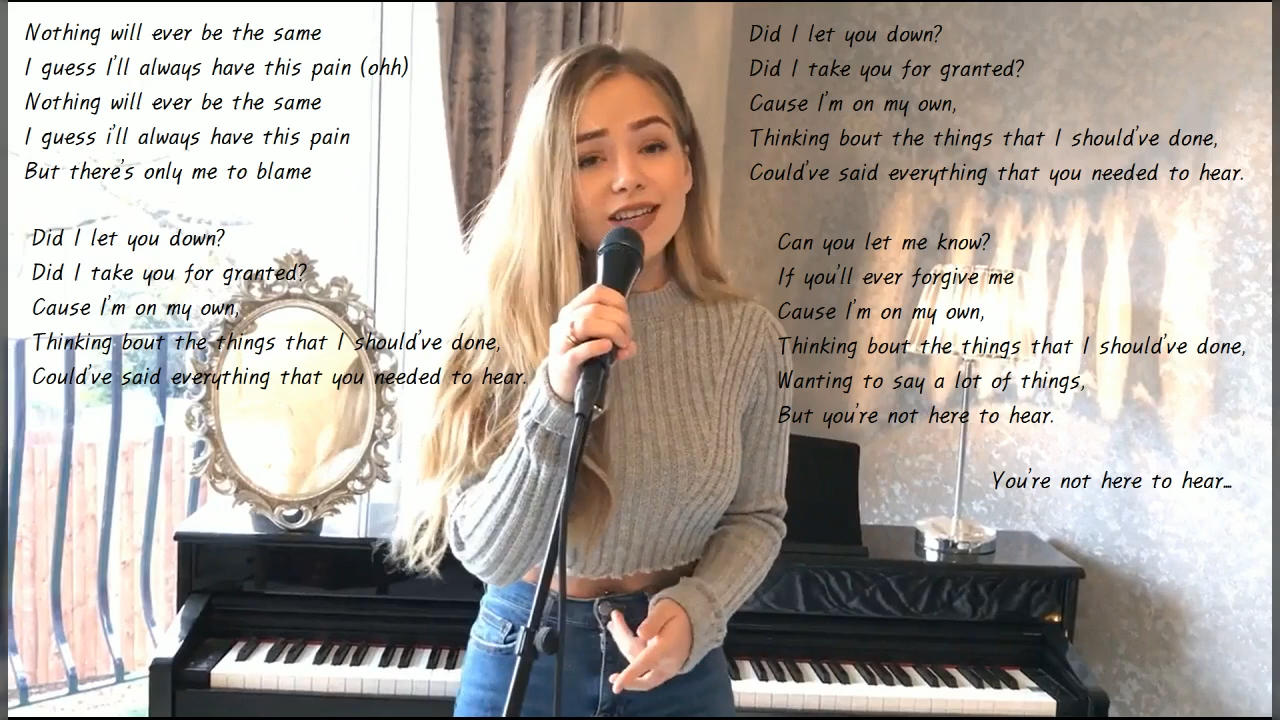 Nothing will ever be the same
I guess I'll always have this pain (ohh)
Nothing will ever be the same
I guess i'll always have this pain
But there's only me to blame
Did I let you down?
Did I take you for granted?
Cause I'm on my own,
Thinking bout the things that I should've done,
Could've said everything that you needed to hear.
Did I let you down?
Did I take you for granted?
Cause I'm on my own,
Thinking bout the things that I should've done,
Could've said everything that you needed to hear.
Can you let me know?
If you'll ever forgive me
Cause I'm on my own,
Thinking bout the things that I should've done,
Wanting to say a lot of things,
But you're not here to hear.
You're not here to hear...